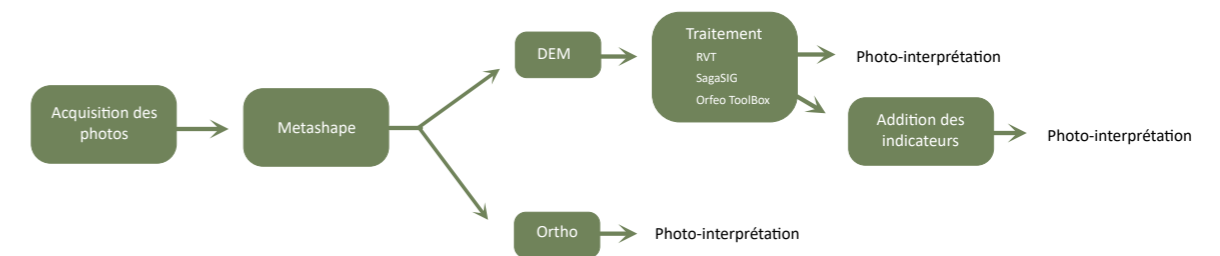 Acquisition des
photos
Metashape
DEM
Traitement
RVT
SagaSIG
Orfeo ToolBox
Photo-interprétation
Addition des
indicateurs
Photo-interprétation
Ortho
Photo-interprétation